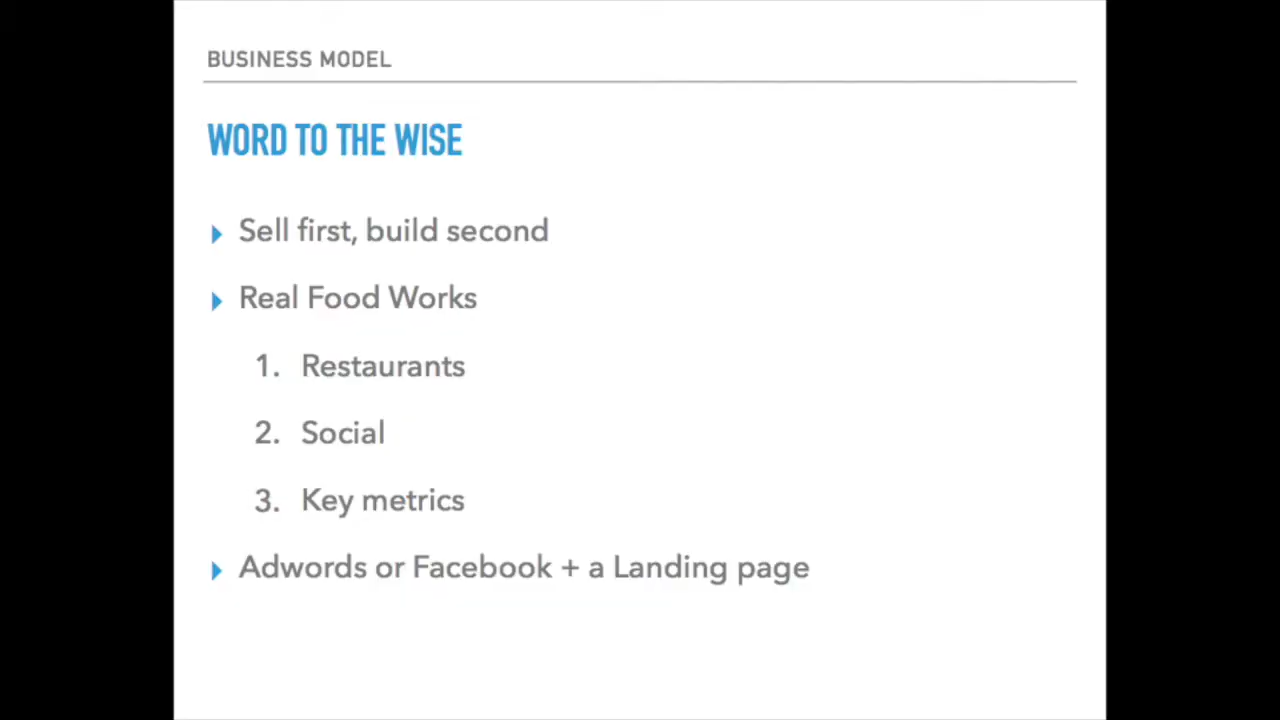 BUSINESS MODEL
WORD TO THE WISE
Sell first, build second
Real Food Works
1. Restaurants
2. Social
3. Key metrics
Adwords or Facebook + a Landing page